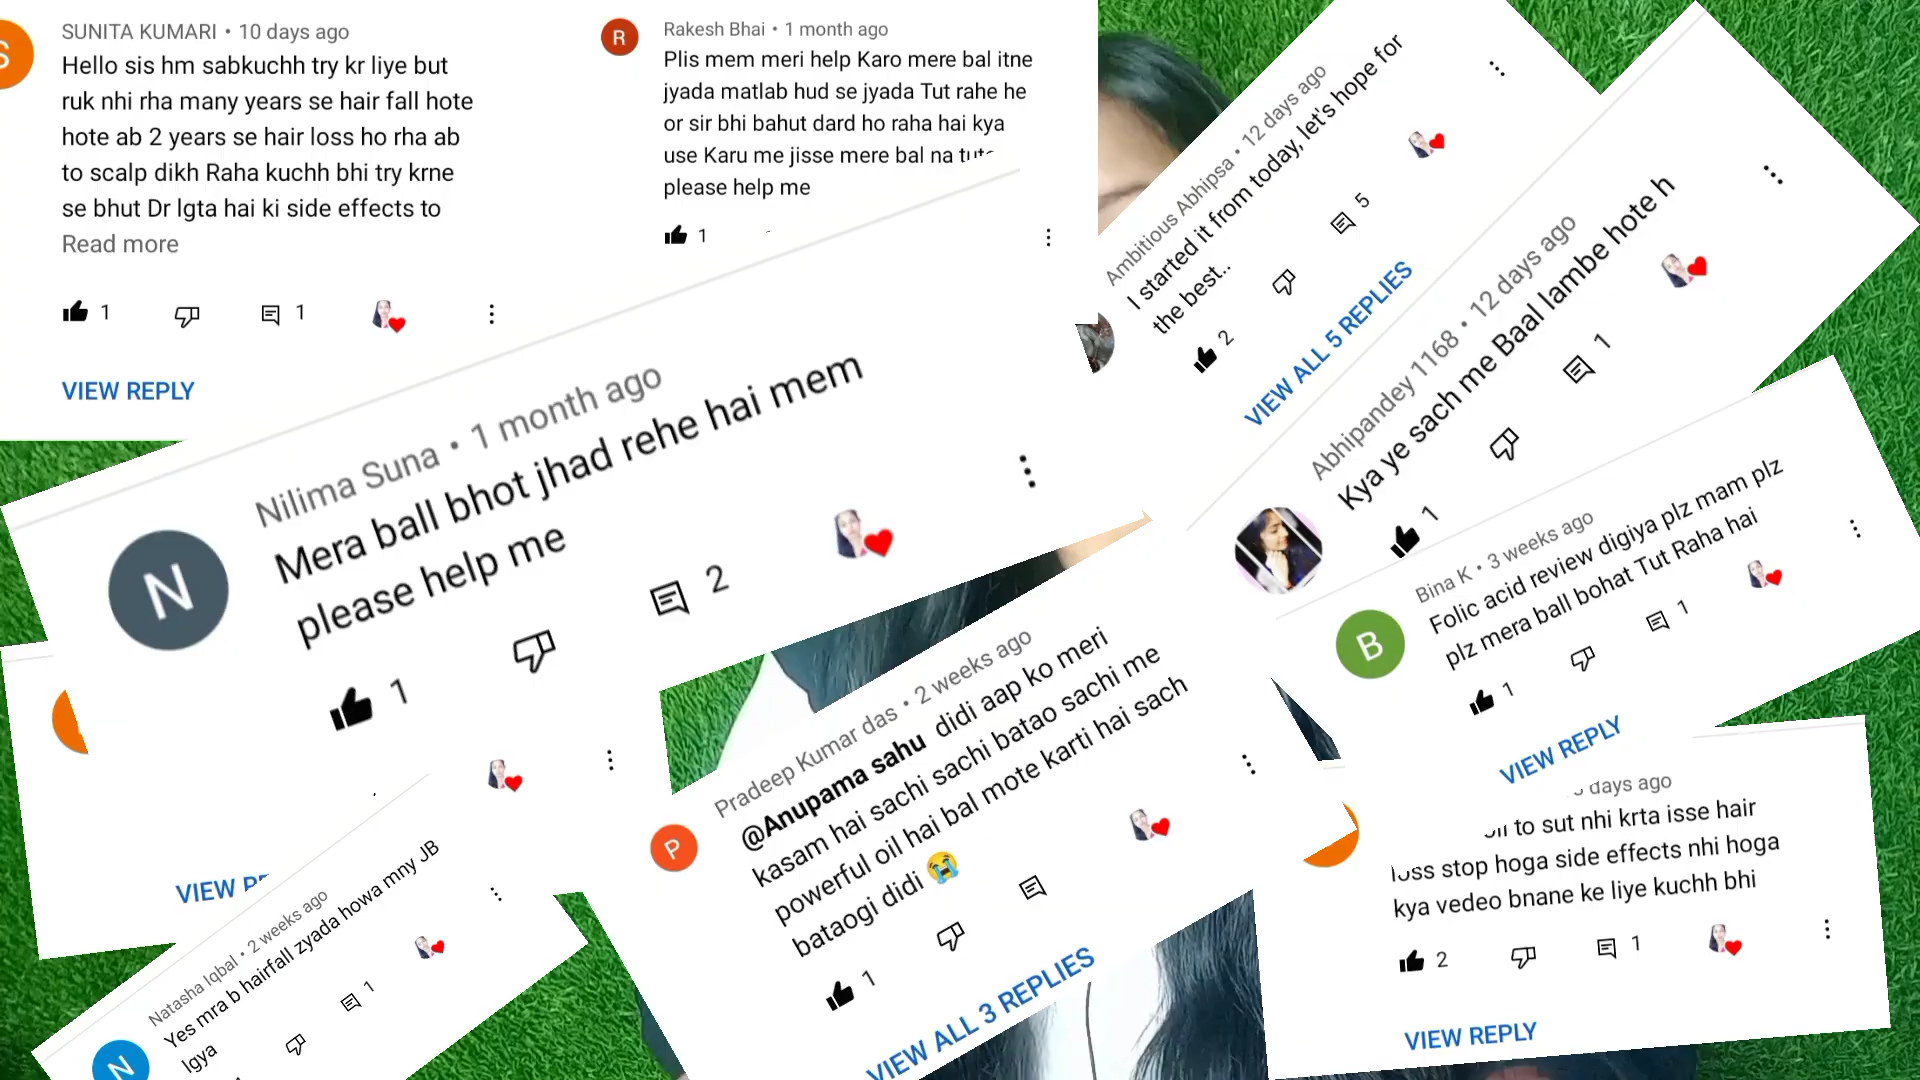 SUNITA KUMARI • 10 days ago
Hello sis hm sabkuchh try kr liye but
ruk nhi rha many years se hair fall hote
hote ab 2 years se hair loss ho rha ab
to scalp dikh Raha kuchh bhi try krne
se bhut Dr lgta hai ki side effects to
Read more
1
1
VIEW REPLY
R
Rakesh Bhai • 1 month ago
Plis mem meri help Karo mere bal itne
jyada matlab hud se jyada Tut rahe he
or sir bhi bahut dard ho raha hai kya
use Karu me jisse mere bal na
please help me
1
Ambitious Abhipsa • 12 days ago
I started it from today, let's hope for
the best..
2
5
VIEW ALL 5 REPLIES
Abhipandey 1168 • 12 days ago
Kya ye sach me Baal lambe hote h
1
1
N
Nilima Suna • 1 month ago
Mera ball bhot jhad rehe hai mem
please help me
1
2
B
Bina K • 3 weeks ago
Folic acid review digiya plz mam plz
plz mera ball bohat Tut Raha hai
1
1
VIEW REPLY
P
Pradeep Kumar das • 2 weeks ago
@Anupama sahu didi aap ko meri
kasam hai sachi sachi batao sachi me
powerful oil hai bal mote karti hai sach
bataogi didi 😭
1
VIEW ALL 3 REPLIES
days ago
to sut nhi krta isse hair
loss stop hoga side effects nhi hoga
kya vedeo bnane ke liye kuchh bhi
2
1
VIEW REPLY
VIEW
N
Natasha Iqbal • 2 weeks ago
Yes mra b hairfall zyada howa mny JB
lgya
1